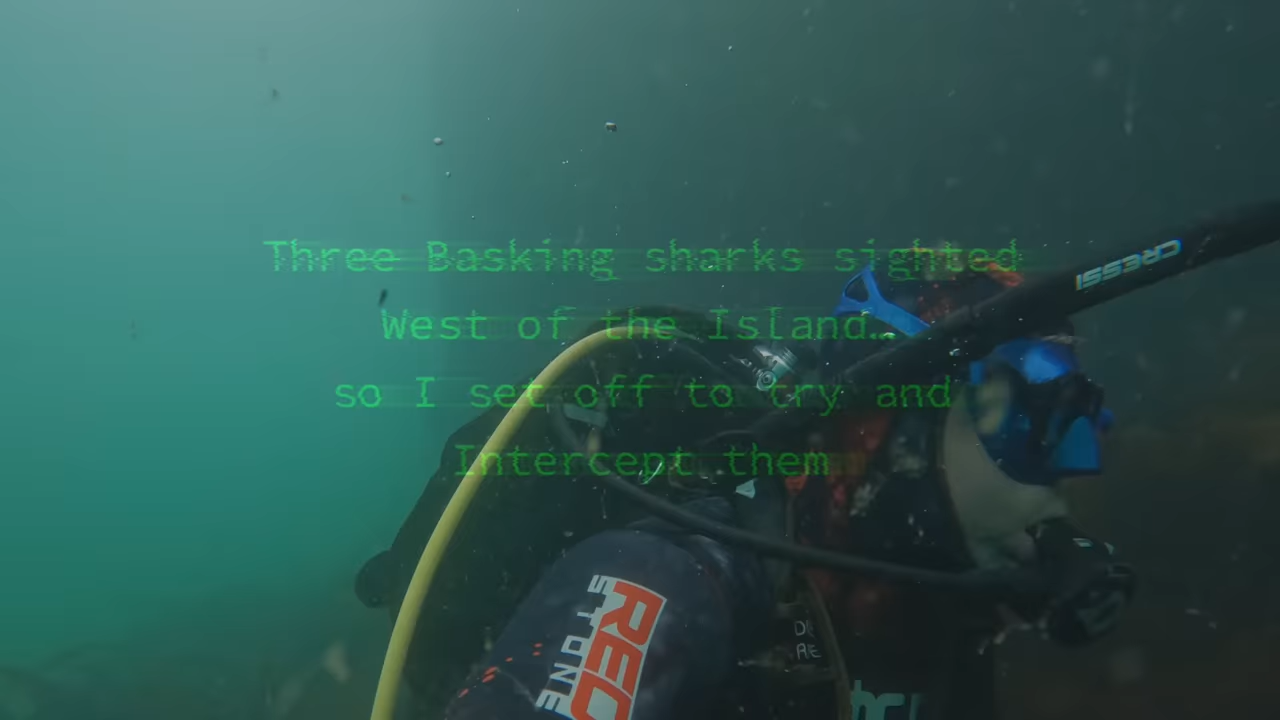 Three Basking sharks sighted
West of the Island…
so I set off to try and
Intercept them
CRESSI
RED
STONE